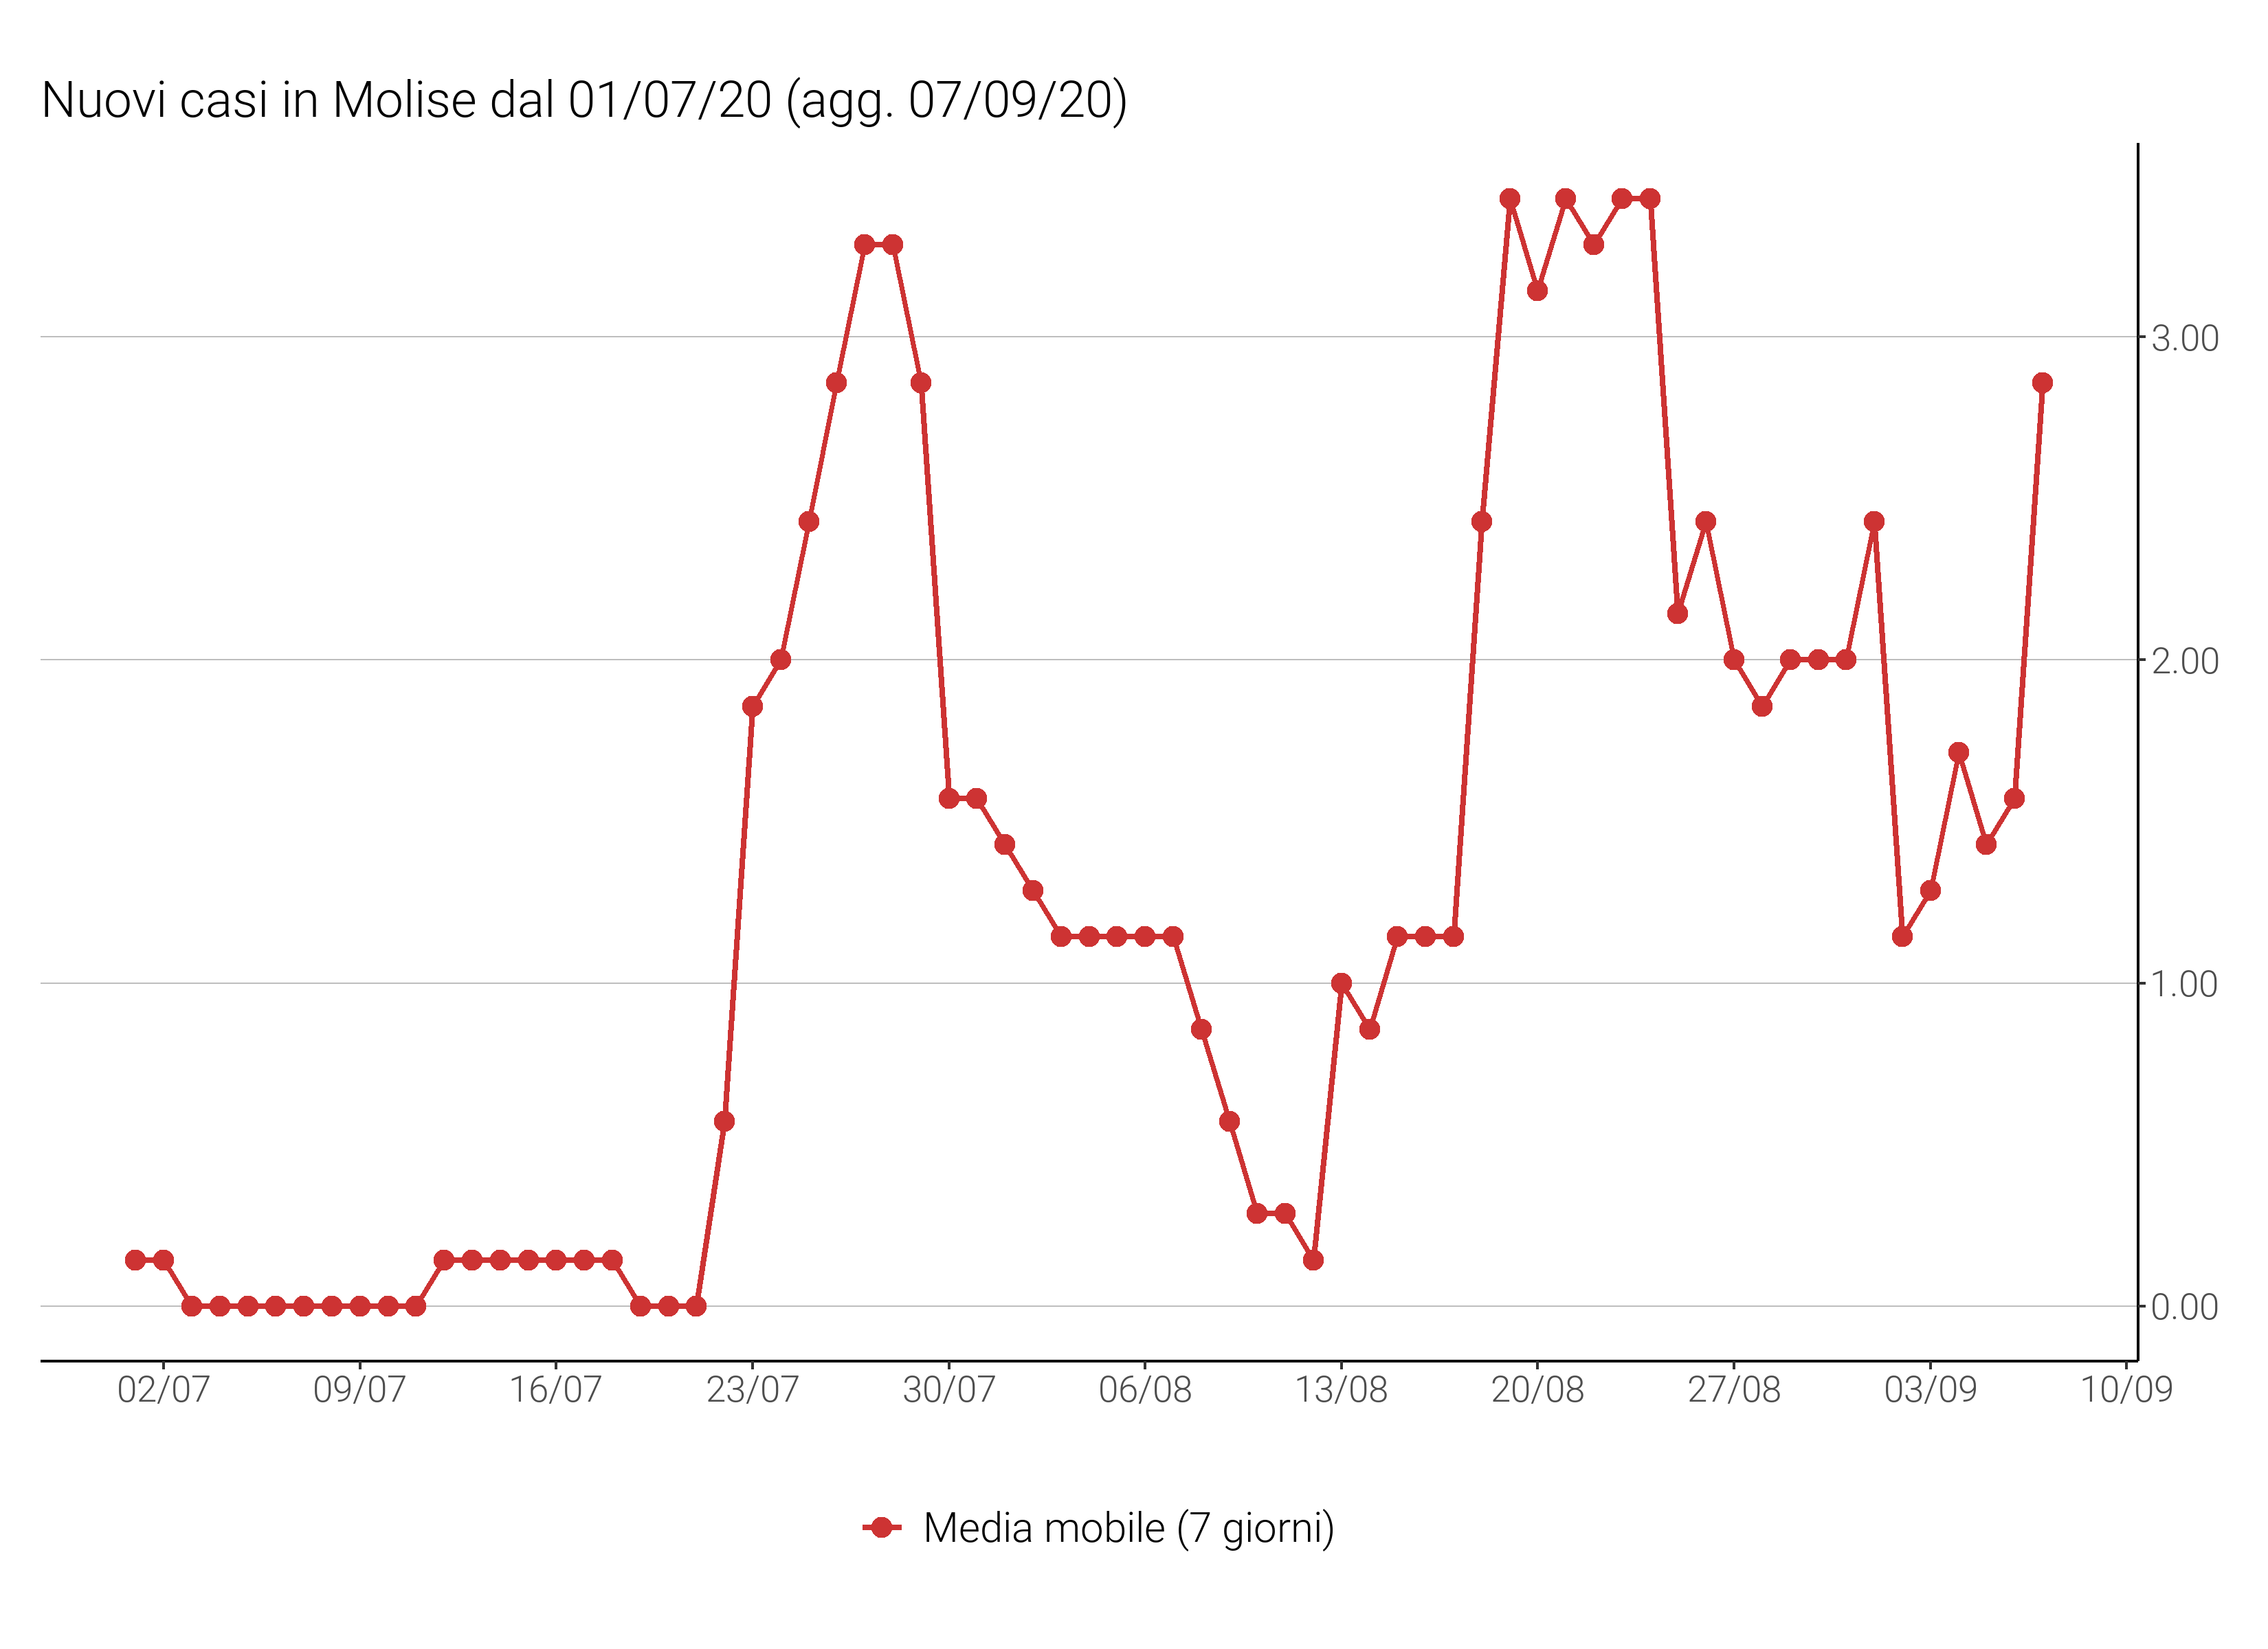 Nuovi casi in Molise dal 01/07/20 (agg. 07/09/20)
3.00
2.00
1.00
0.00
02/07 09/07 16/07 23/07 30/07 06/08 13/08 20/08 27/08 03/09 10/09
Media mobile (7 giorni)